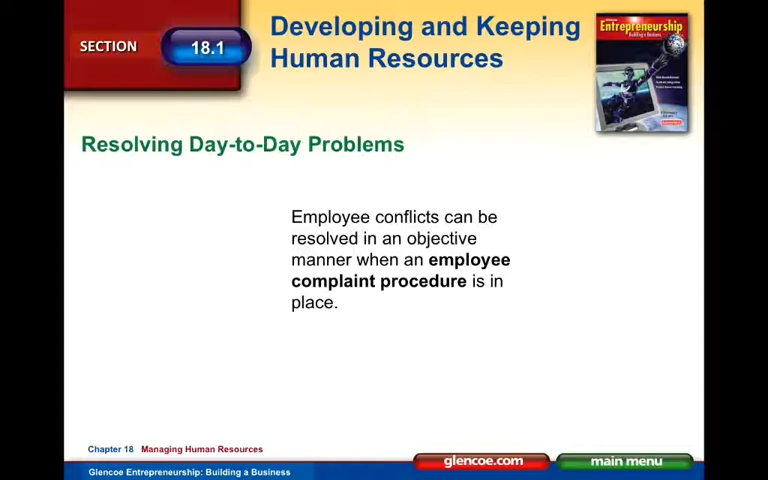 SECTION 18.1
Developing and Keeping
Human Resources
Entrepreneurship
Building a Business
Resolving Day-to-Day Problems
Employee conflicts can be
resolved in an objective
manner when an employee
complaint procedure is in
place.
Chapter 18 Managing Human Resources
Glencoe Entrepreneurship: Building a Business
glencoe.com
main menu